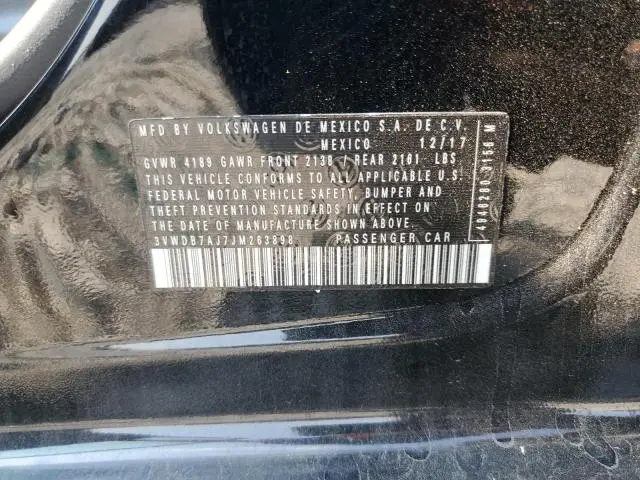 MFD BY VOLKSWAGEN DE MEXICO S.A. DE C.V.
MEXICO 12/17
GVWR 4189 GAWR FRONT 2138 REAR 2101 LBS
THIS VEHICLE CONFORMS TO ALL APPLICABLE U.S.
FEDERAL MOTOR VEHICLE SAFETY, BUMPER AND
THEFT PREVENTION STANDARDS IN EFFECT ON
THE DATE OF MANUFACTURE SHOWN ABOVE.
3VWDB7AJ7JM263898 PASSENGER CAR